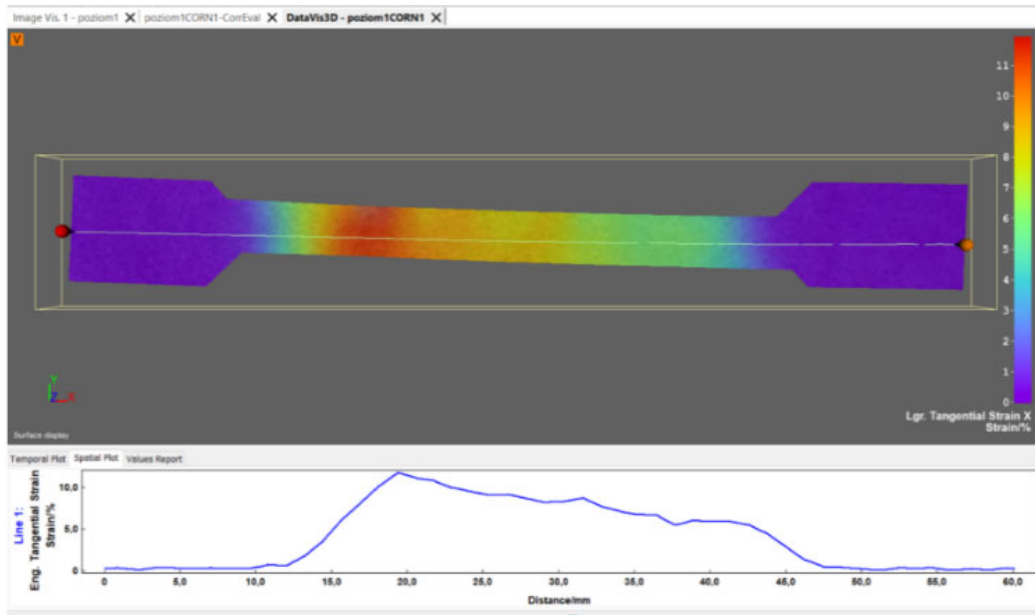 Image Vis. 1 - poziom1 X poziom1CORN1-CorrEval X DataVis3D - poziom1CORN1 X
V
11
10
9
8
7
6
5
4
3
2
1
0
Y
Z X
Lgr. Tangential Strain X
Strain/%
Surface display
Temporal Plot Spatial Plot Values Report
Line 1:
Eng. Tangential Strain
Strain/%
10,0
5,0
0
0 5,0 10,0 15,0 20,0 25,0 30,0 35,0 40,0 45,0 50,0 55,0 60,0
Distance/mm